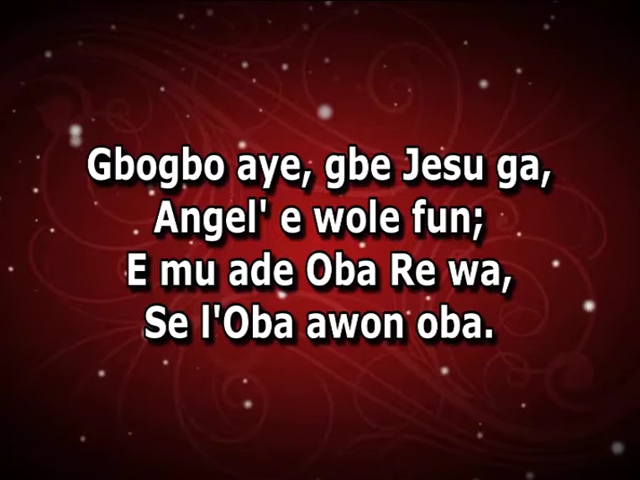 Gbogbo aye, gbe Jesu ga,
Angel' e wole fun;
E mu ade Oba Re wa,
Se l'Oba awon oba.